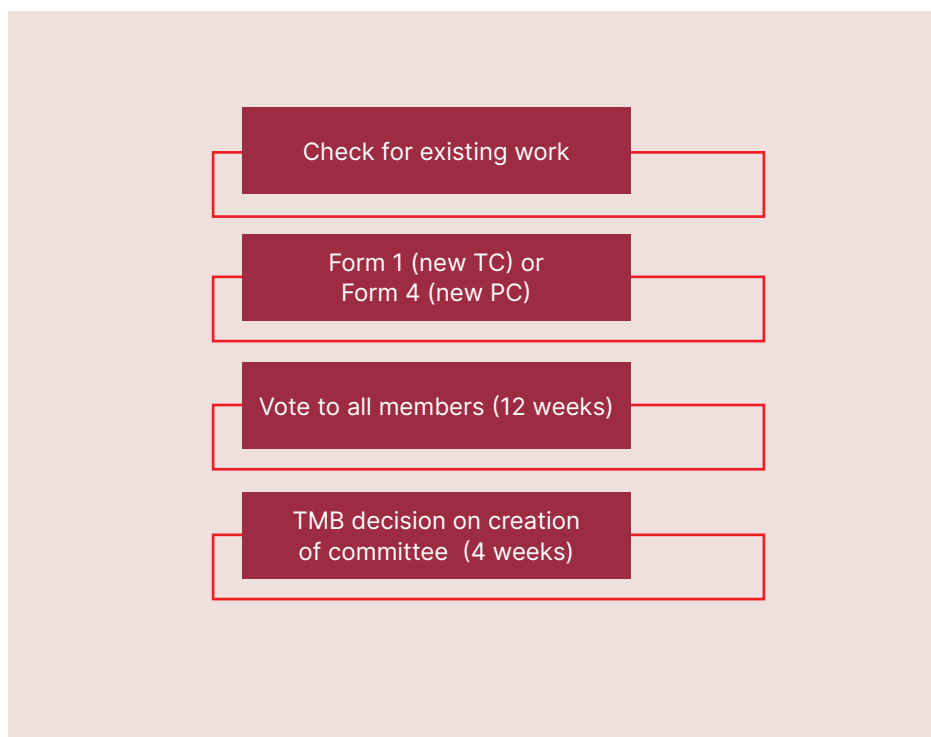 Check for existing work
Form 1 (new TC) or
Form 4 (new PC)
Vote to all members (12 weeks)
TMB decision on creation
of committee  (4 weeks)